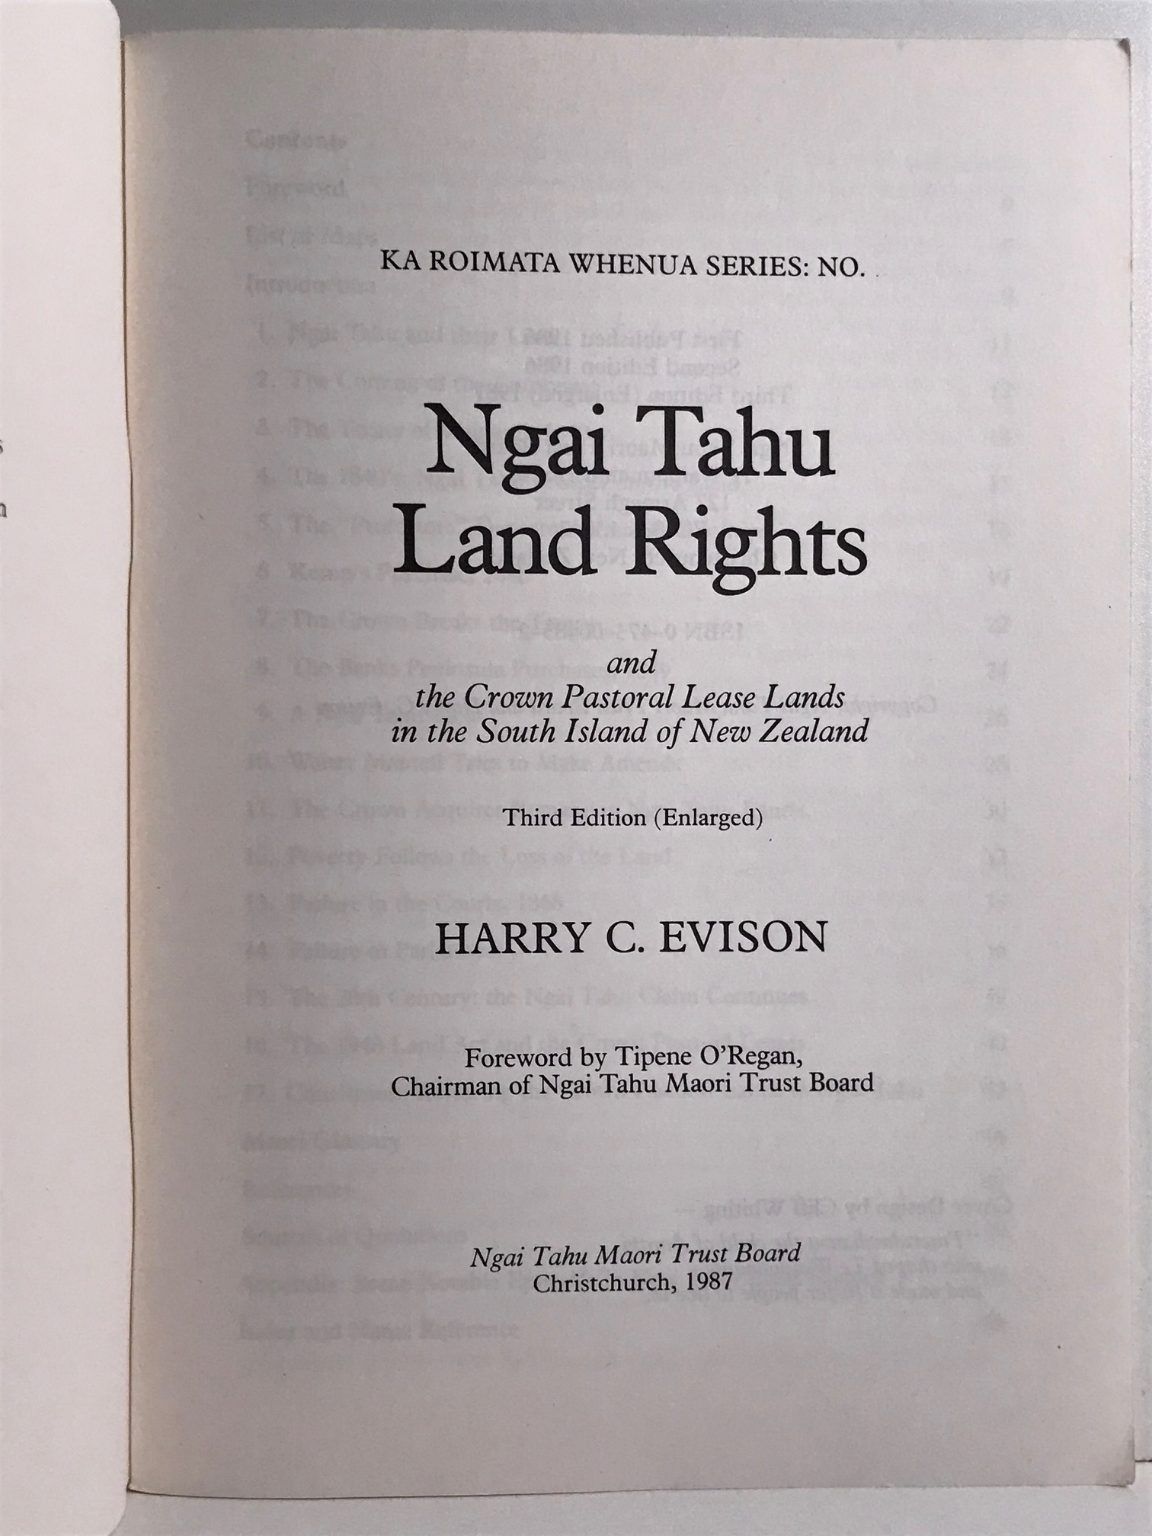 KA ROIMATA WHENUA SERIES: NO.
Ngai Tahu
Land Rights
and
the Crown Pastoral Lease Lands
in the South Island of New Zealand
Third Edition (Enlarged)
HARRY C. EVISON
Foreword by Tipene O'Regan,
Chairman of Ngai Tahu Maori Trust Board
Ngai Tahu Maori Trust Board
Christchurch, 1987